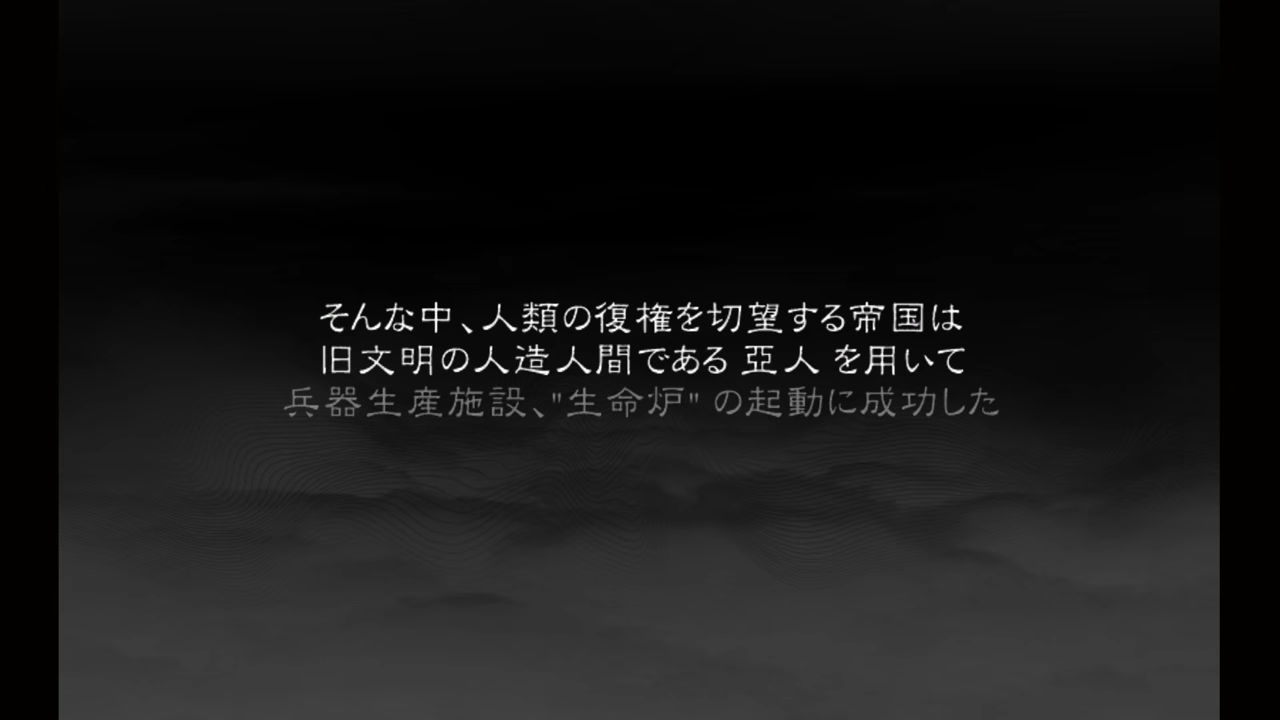 そんな中、人類の復権を切望する帝国は
旧文明の人造人間である 亞人 を用いて
兵器生産施設、"生命炉" の起動に成功した